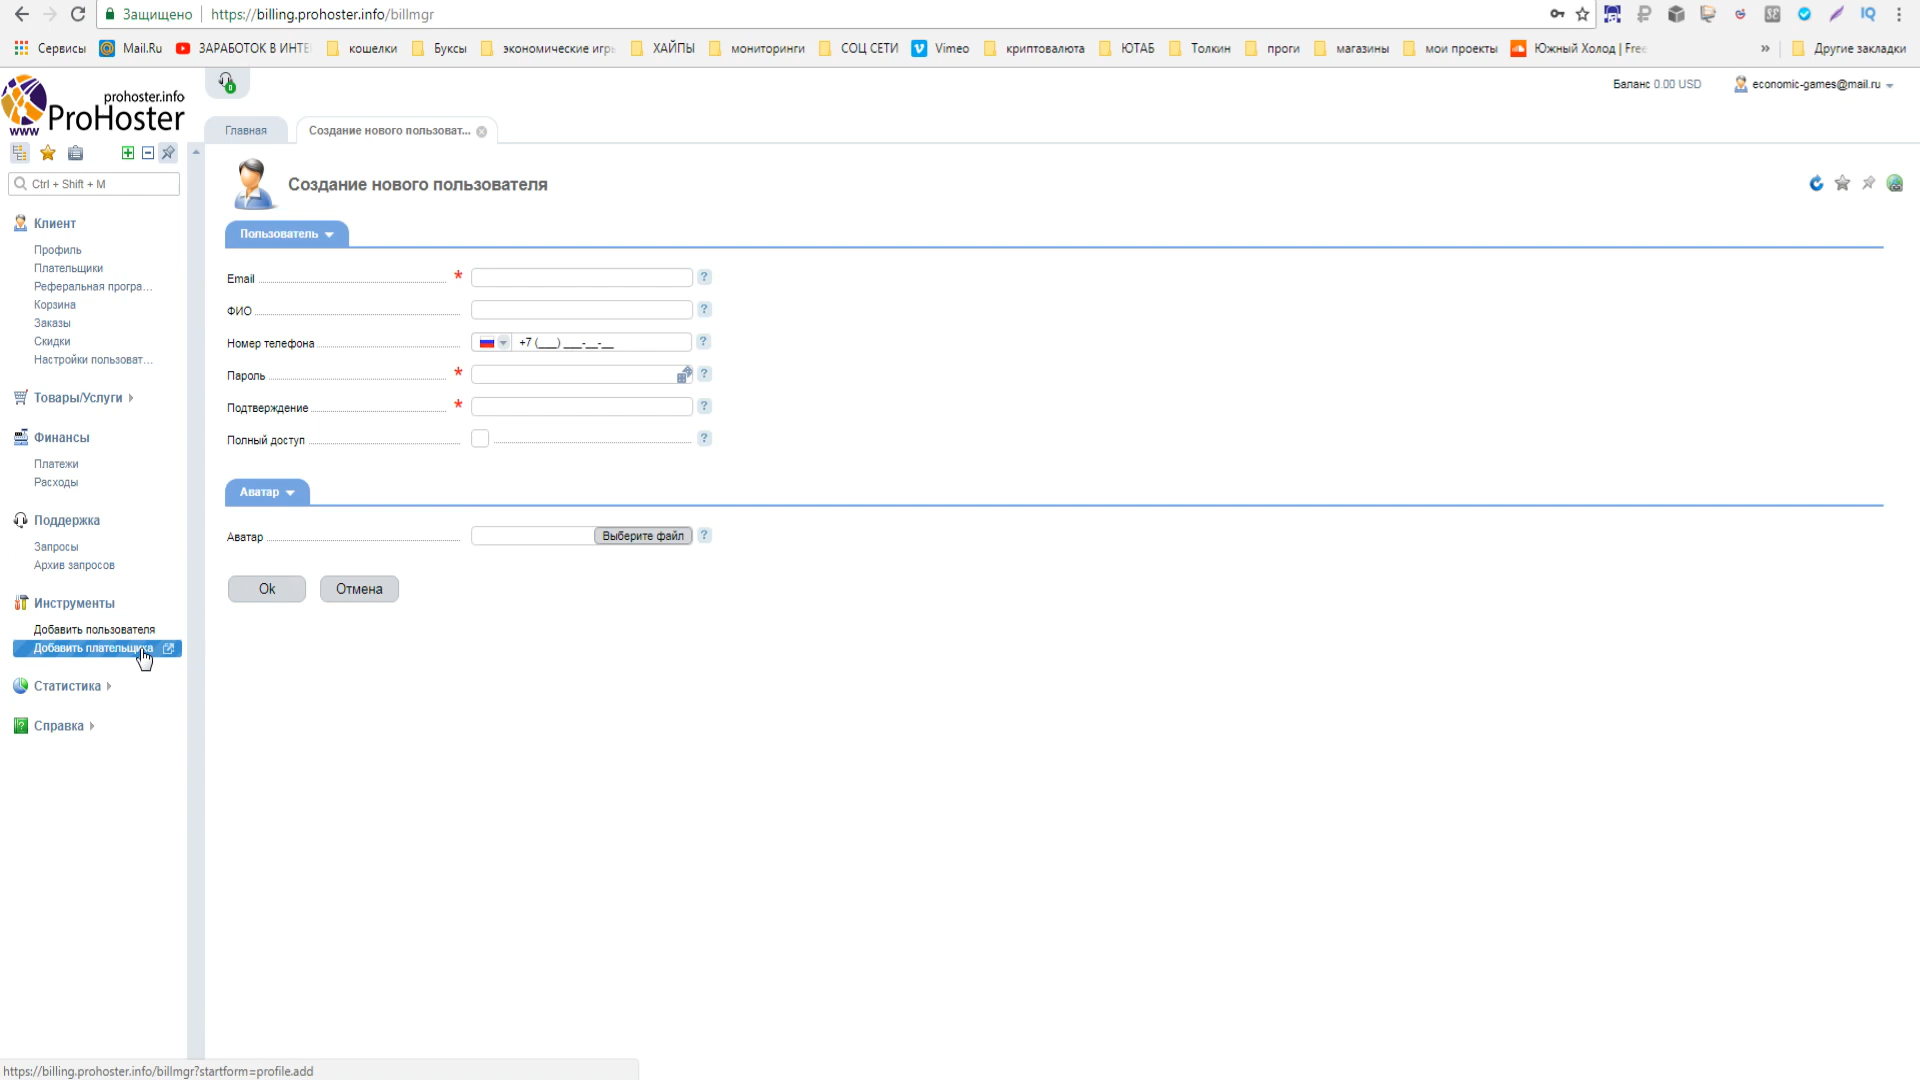 Защищено
https://billing.prohoster.info/billmgr
Сервисы
Mail.Ru
ЗАРАБОТОК В ИНТЕ
кошелки
Буксы
экономические игры
ХАЙПЫ
мониторинги
СОЦ СЕТИ
Vimeo
криптовалюта
ЮТАБ
Толкин
проги
магазины
мои проекты
Южный Холод | Free
»
Другие закладки
prohoster.info
ProHoster
www
0
Баланс 0.00 USD
economic-games@mail.ru
Главная
Создание нового пользоват...
Ctrl + Shift + M
Создание нового пользователя
Клиент
Профиль
Плательщики
Реферальная програ...
Корзина
Заказы
Скидки
Настройки пользоват...
Товары/Услуги
Финансы
Платежи
Расходы
Поддержка
Запросы
Архив запросов
Инструменты
Добавить пользователя
Добавить плательщика
Статистика
Справка
Пользователь
Email * ?
ФИО ?
Номер телефона +7 (___) ___-__-__ ?
Пароль * ?
Подтверждение * ?
Полный доступ ?
Аватар
Аватар Выберите файл ?
Ok
Отмена
https://billing.prohoster.info/billmgr?startform=profile.add